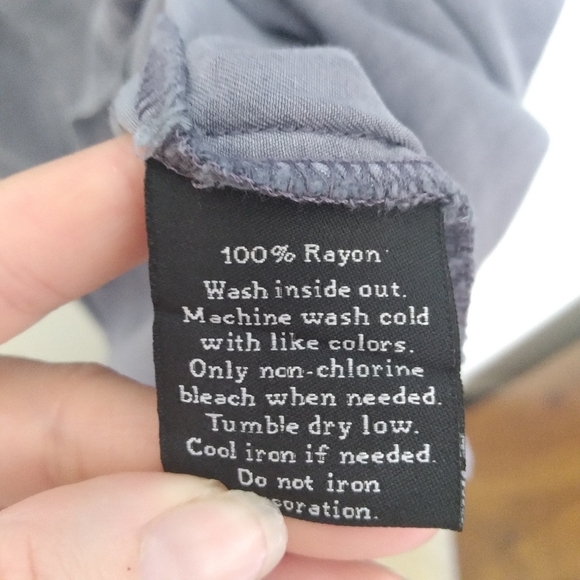 100% Rayon
Wash inside out.
Machine wash cold
with like colors.
Only non-chlorine
bleach when needed.
Tumble dry low.
Cool iron if needed.
Do not iron